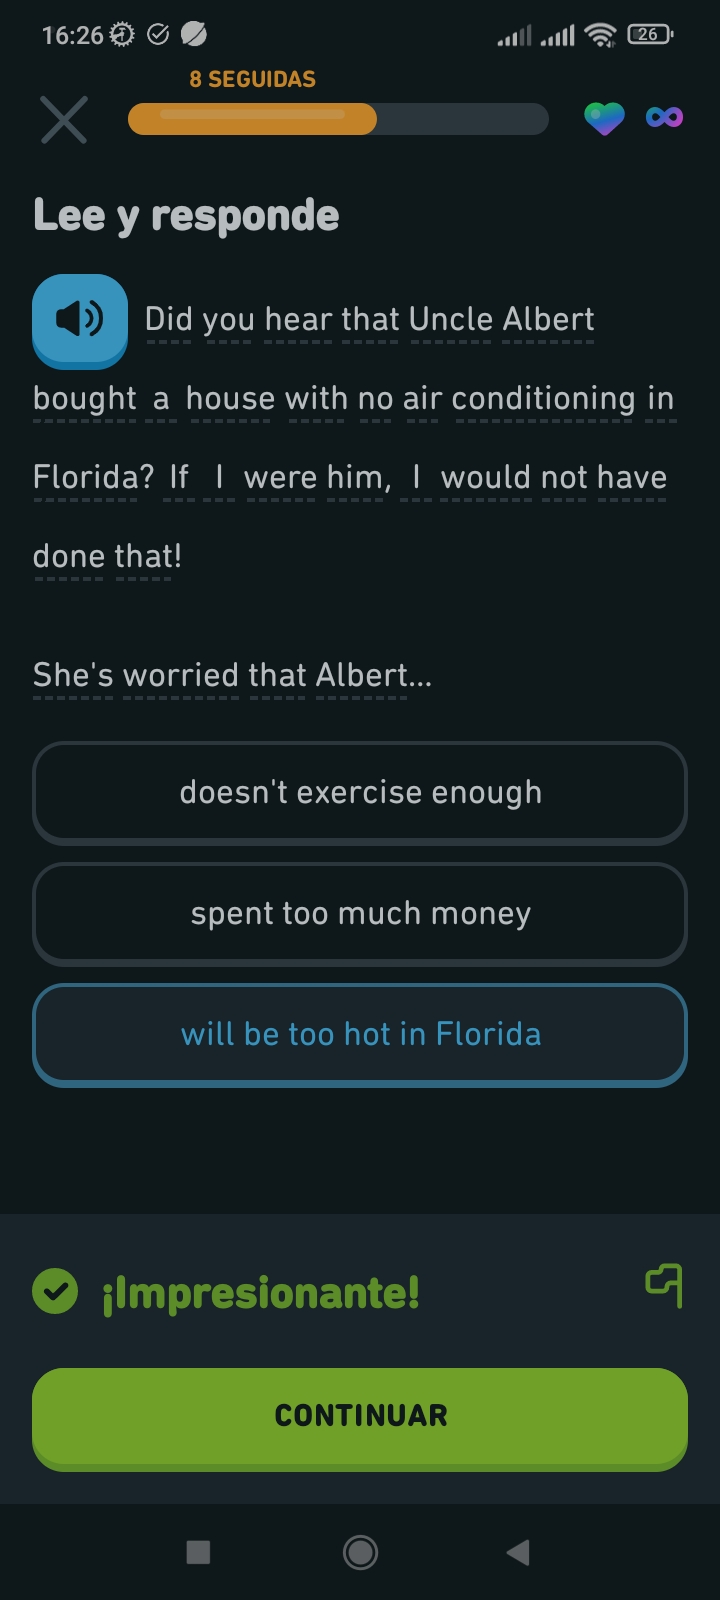 16:26
26
8 SEGUIDAS
Lee y responde
Did you hear that Uncle Albert
bought a house with no air conditioning in
Florida? If I were him, I would not have
done that!
She's worried that Albert...
doesn't exercise enough
spent too much money
will be too hot in Florida
¡Impresionante!
CONTINUAR